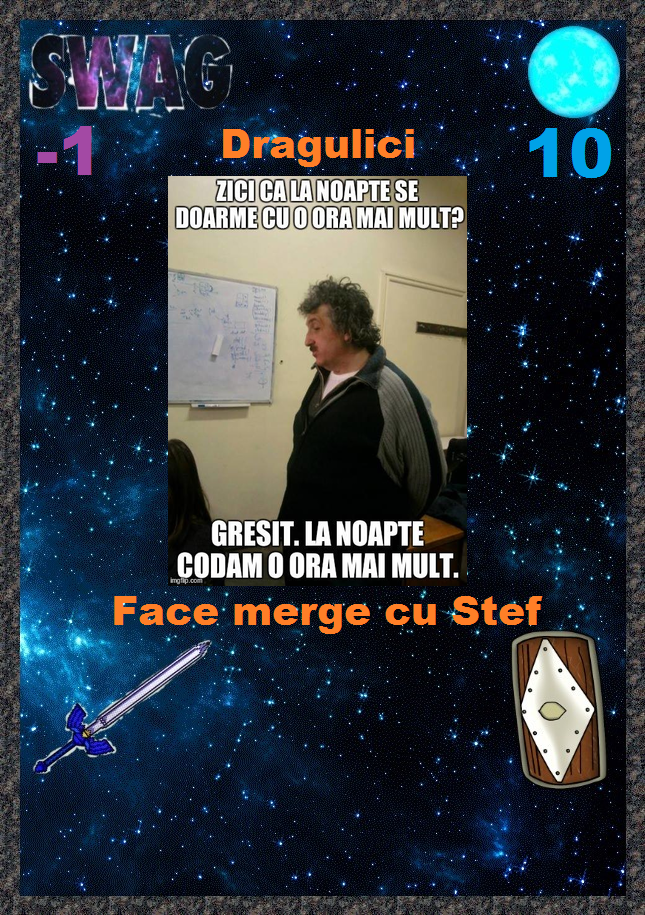 SWAG
-1
Dragulici
10
ZICI CA LA NOAPTE SE
DOARME CU O ORA MAI MULT?
GRESIT. LA NOAPTE
CODAM O ORA MAI MULT.
imgflip.com
Face merge cu Stef